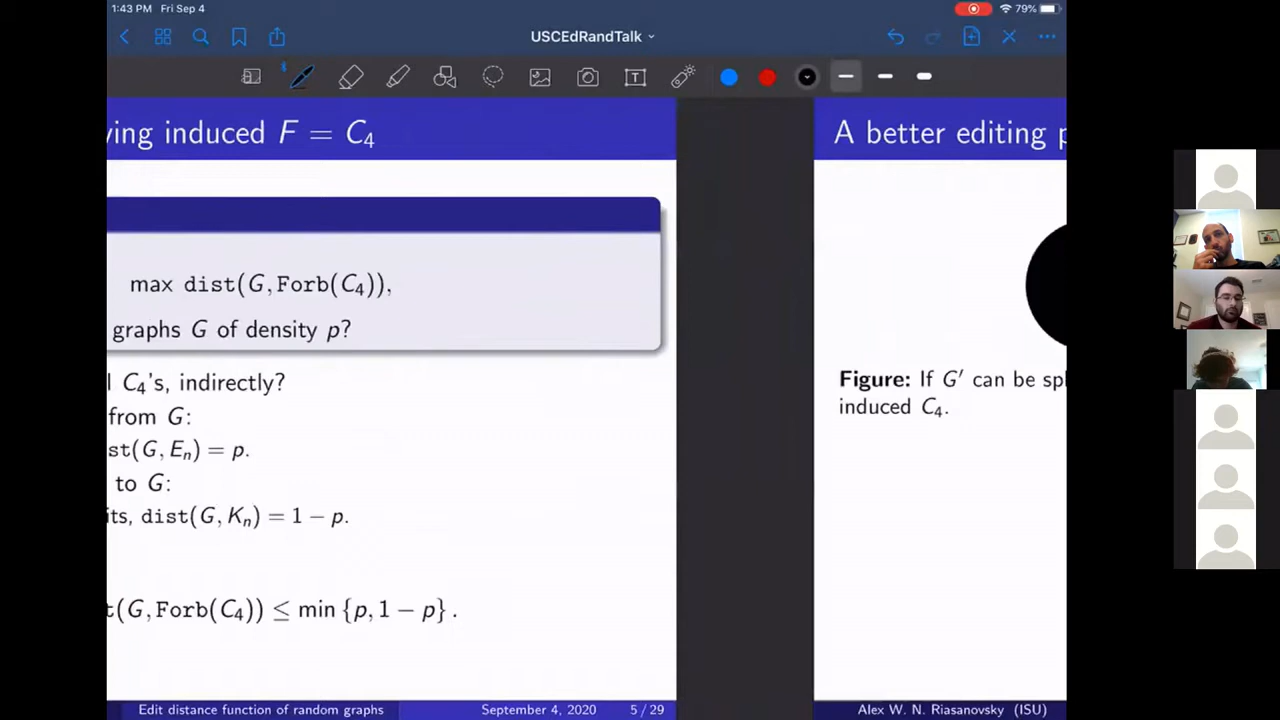 1:43 PM Fri Sep 4
79%
USCEdRandTalk
T
ying induced F = C₄
max dist(G, Forb(C₄)),
graphs G of density p?
C₄'s, indirectly?
from G:
st(G, Eₙ) = p.
to G:
its, dist(G, Kₙ) = 1 − p.
t(G, Forb(C₄)) ≤ min {p, 1 − p} .
Edit distance function of random graphs
September 4, 2020
5 / 29
A better editing p
Figure: If G′ can be spl
induced C₄.
Alex W. N. Riasanovsky (ISU)